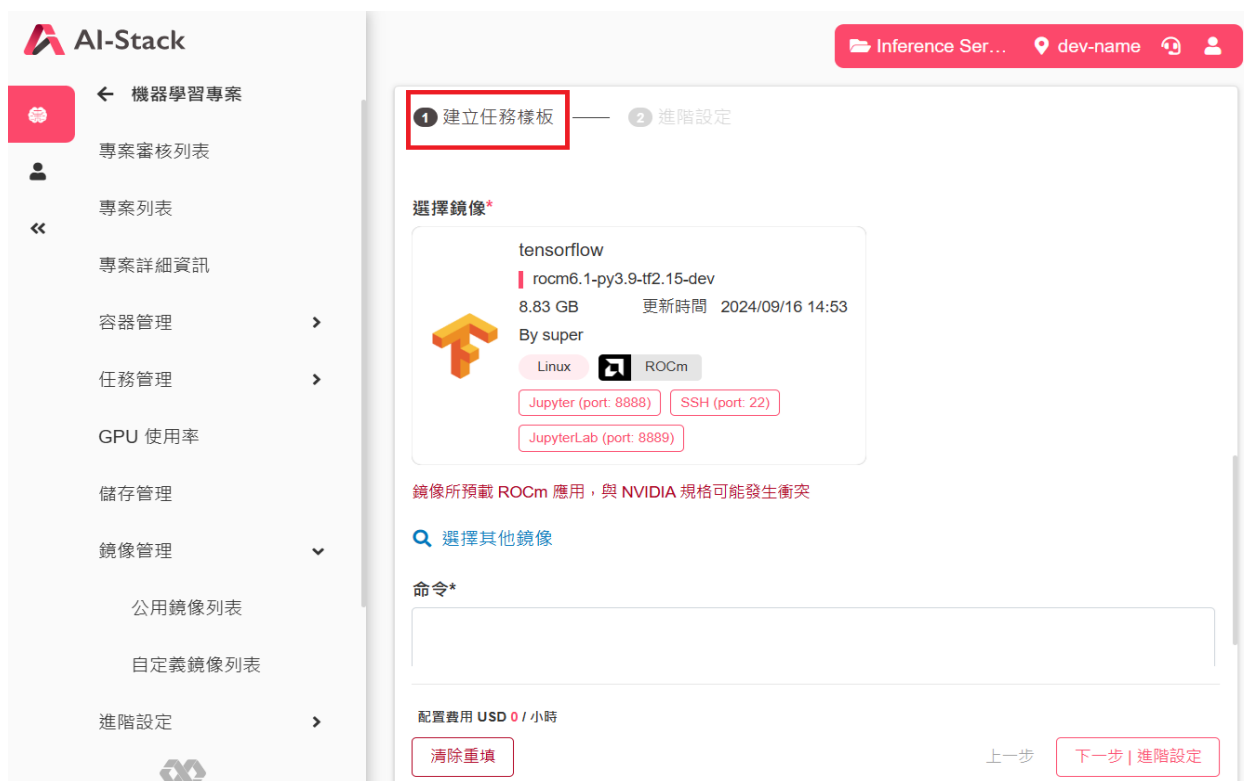 AI-Stack
Inference Ser...
dev-name
機器學習專案
專案審核列表
專案列表
專案詳細資訊
容器管理
任務管理
GPU 使用率
儲存管理
鏡像管理
公用鏡像列表
自定義鏡像列表
進階設定
1 建立任務樣板
2 進階設定
選擇鏡像*
tensorflow
rocm6.1-py3.9-tf2.15-dev
8.83 GB 更新時間 2024/09/16 14:53
By super
Linux ROCm
Jupyter (port: 8888) SSH (port: 22)
JupyterLab (port: 8889)
鏡像所預載 ROCm 應用，與 NVIDIA 規格可能發生衝突
選擇其他鏡像
命令*
配置費用 USD 0 / 小時
清除重填 上一步 下一步 | 進階設定